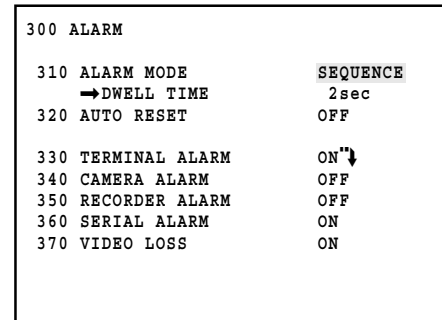 300 ALARM
310 ALARM MODE SEQUENCE
➡DWELL TIME 2sec
320 AUTO RESET OFF
330 TERMINAL ALARM ON
340 CAMERA ALARM OFF
350 RECORDER ALARM OFF
360 SERIAL ALARM ON
370 VIDEO LOSS ON